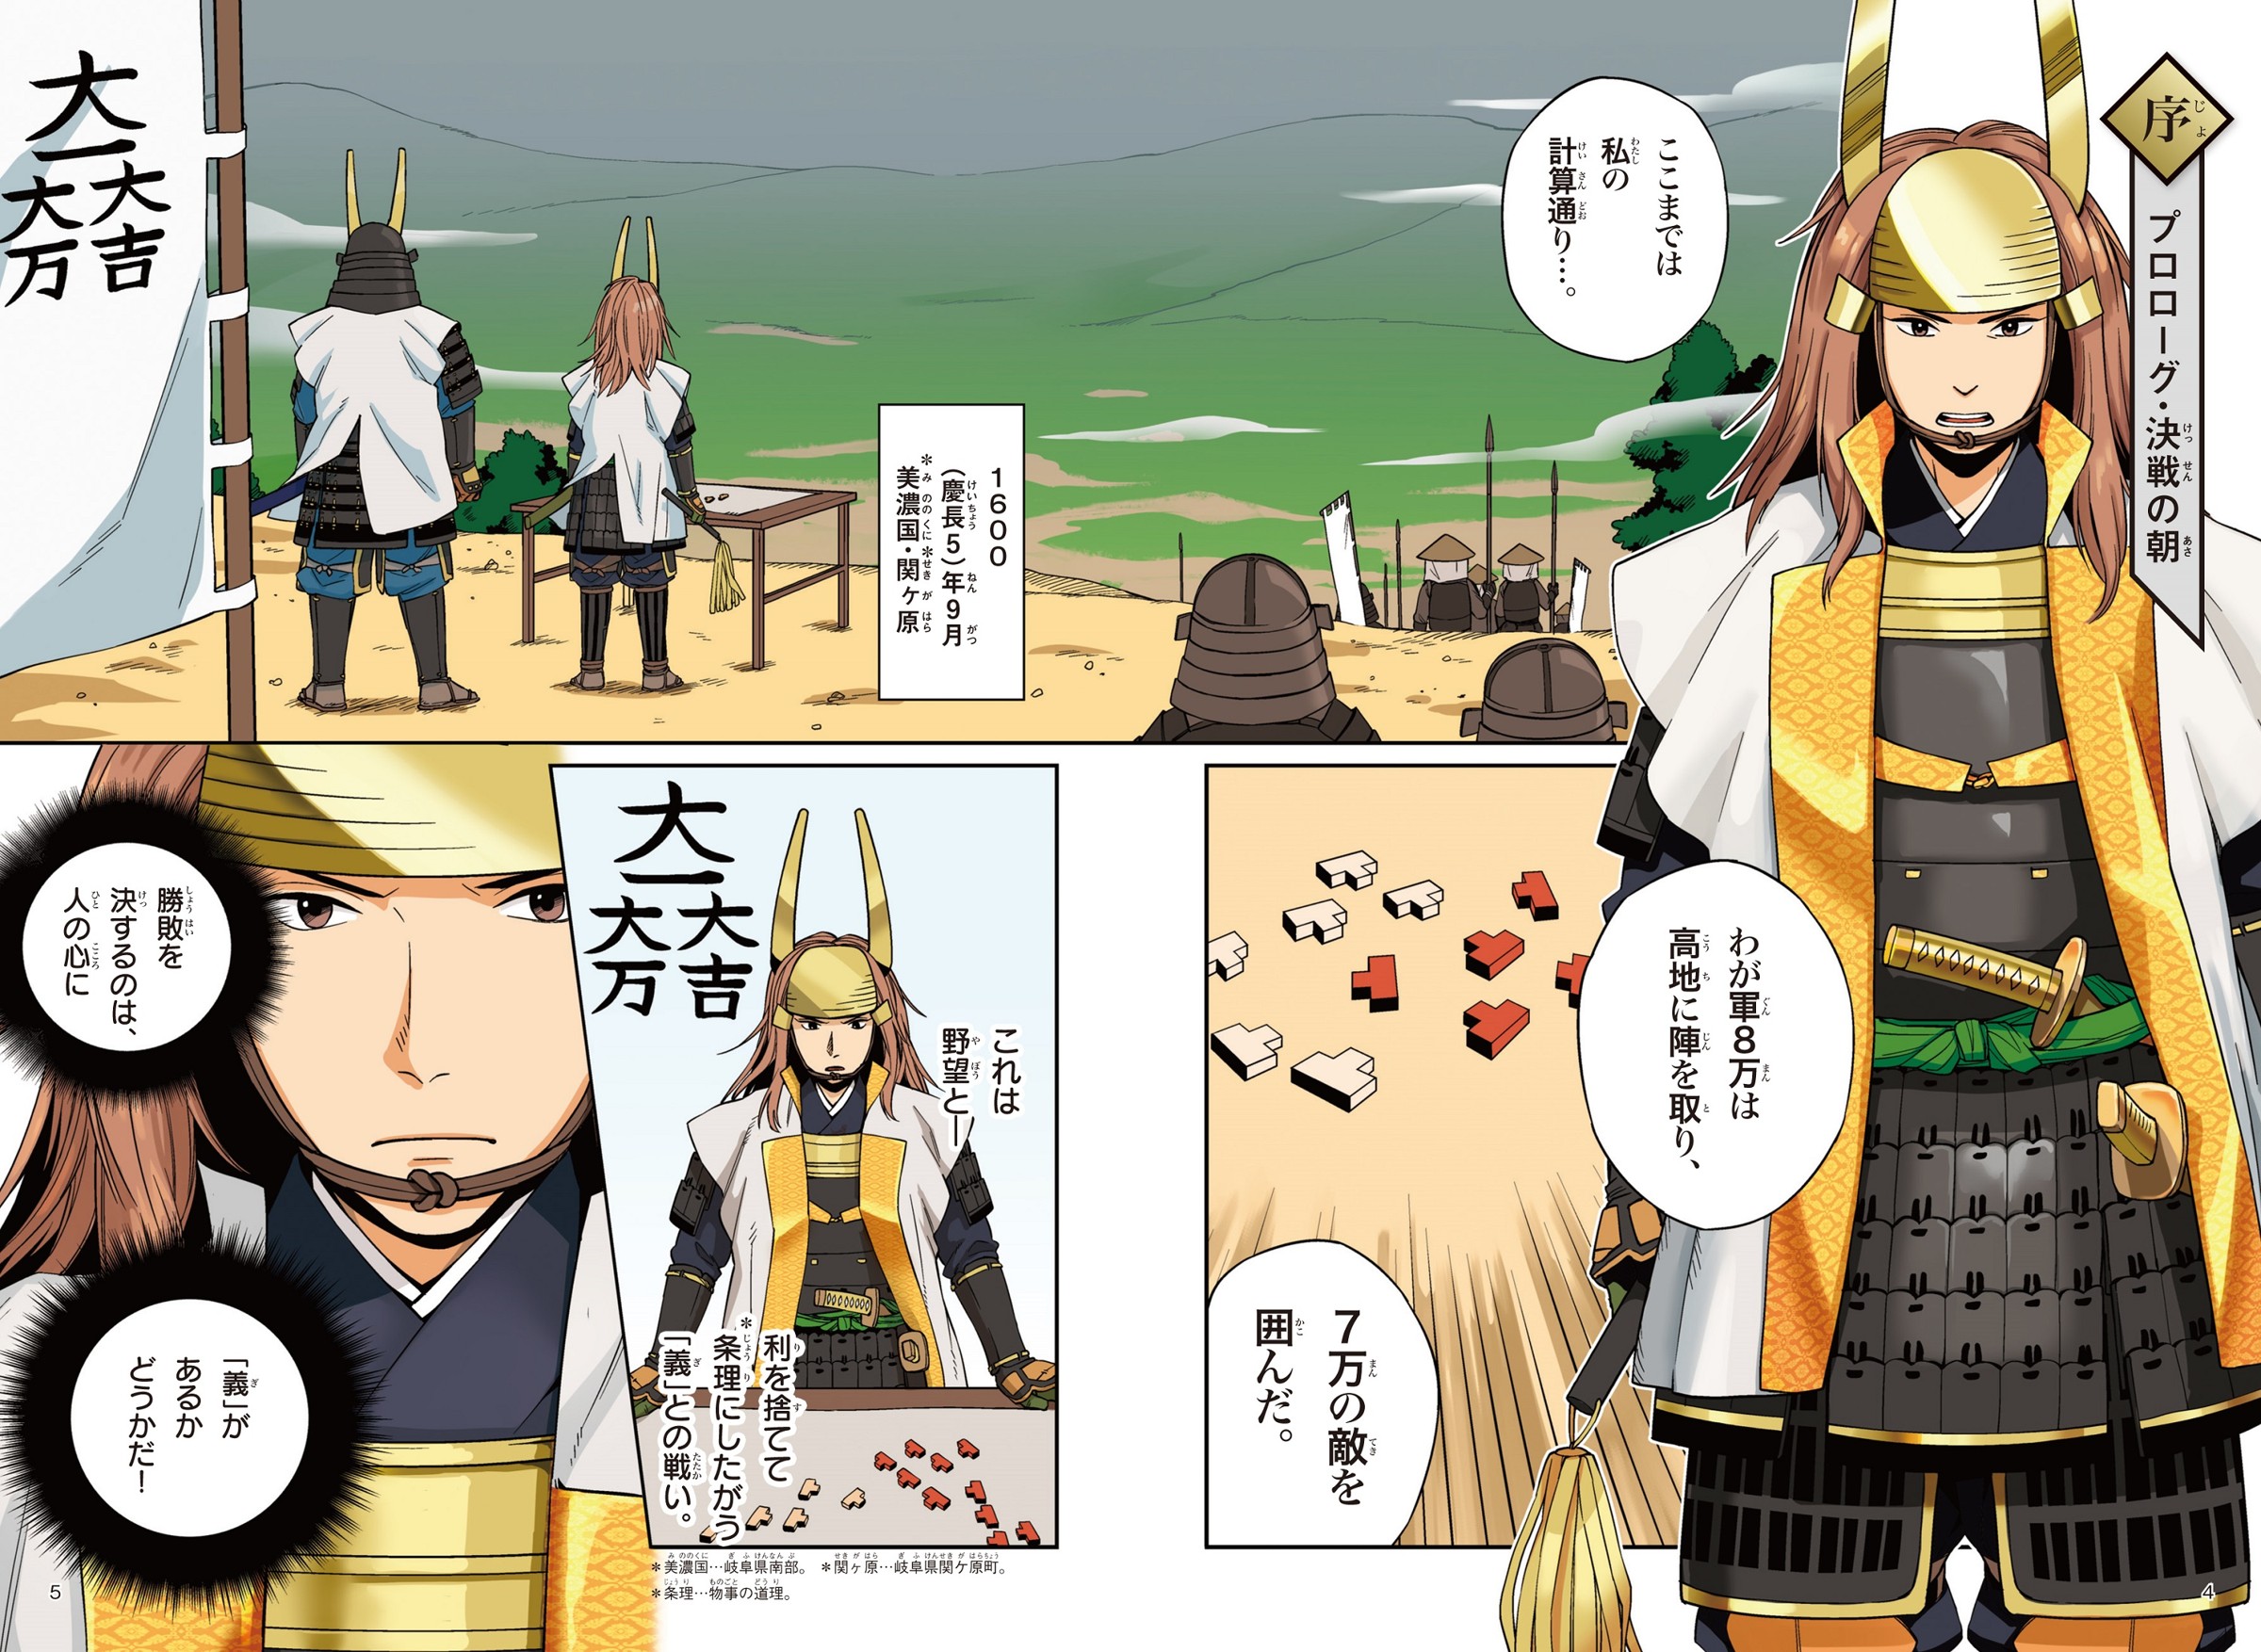 序
プロローグ・決戦の朝
ここまでは
私の
計算通り…。
1600
(慶長5)年9月
*美濃国・*関ヶ原
大一
大吉
大万
わが軍8万は
高地に陣を取り、
7万の敵を
囲んだ。
4
大一
大吉
大万
これは
野望と―
利を捨てて
*条理にしたがう
「義」との戦い。
勝敗を
決するのは、
人の心に
「義」が
あるか
どうかだ!
*美濃国…岐阜県南部。 *関ヶ原…岐阜県関ケ原町。
*条理…物事の道理。
5